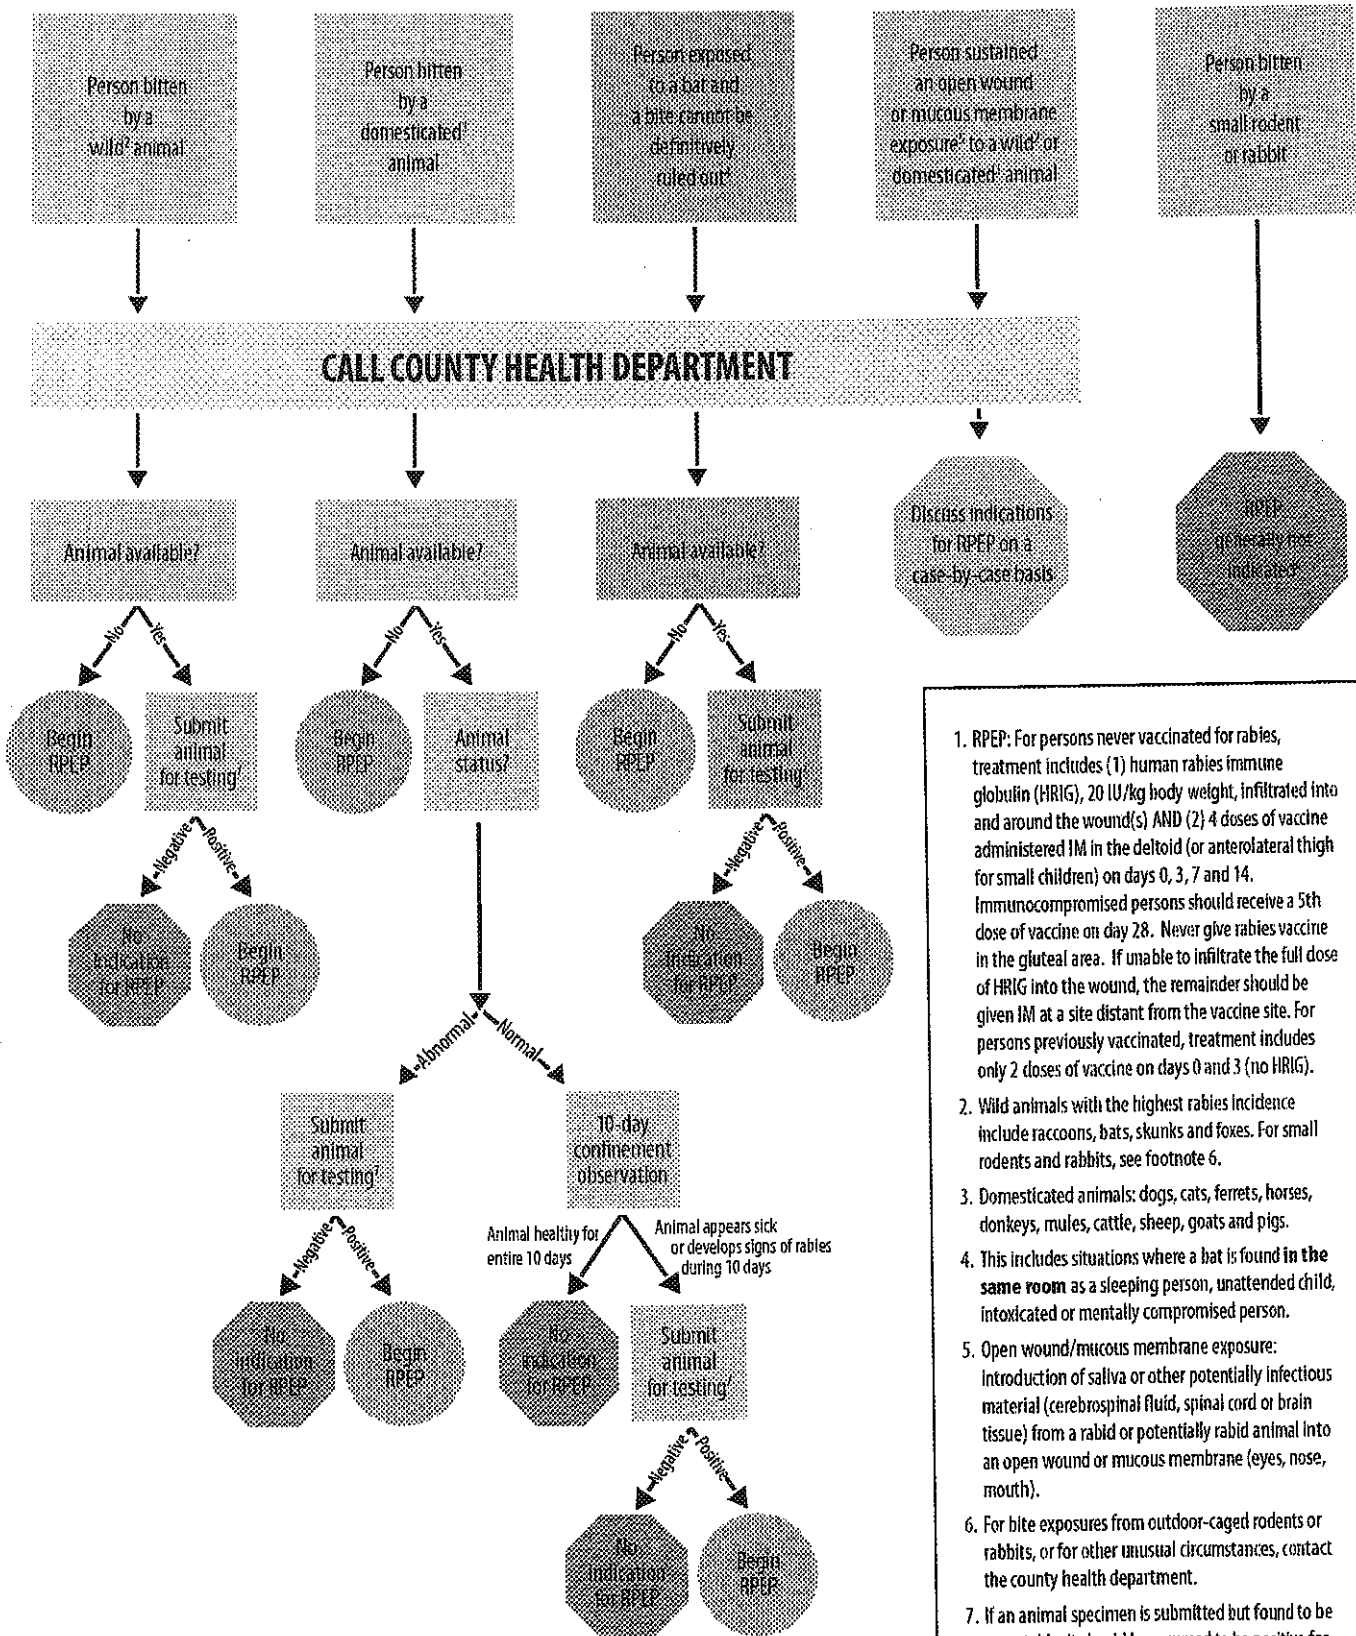 Person bitten
by a
wild² animal
Person bitten
by a
domesticated³
animal
Person exposed
to a bat and
a bite cannot be
definitively
ruled out⁴
Person sustained
an open wound
or mucous membrane
exposure⁵ to a wild² or
domesticated³ animal
Person bitten
by a
small rodent
or rabbit
CALL COUNTY HEALTH DEPARTMENT
Animal available?
Animal available?
Animal available?
Discuss indications
for RPEP on a
case-by-case basis
RPEP
generally not
indicated⁶
No
Yes
No
Yes
No
Yes
Begin
RPEP
Submit
animal
for testing⁷
Begin
RPEP
Animal
status?
Begin
RPEP
Submit
animal
for testing⁷
Negative
Positive
Negative
Positive
No
indication
for RPEP
Begin
RPEP
No
indication
for RPEP
Begin
RPEP
Abnormal
Normal
Submit
animal
for testing⁷
10-day
confinement
observation
Negative
Positive
Animal healthy for
entire 10 days
Animal appears sick
or develops signs of rabies
during 10 days
No
indication
for RPEP
Begin
RPEP
No
indication
for RPEP
Submit
animal
for testing⁷
Negative
Positive
No
indication
for RPEP
Begin
RPEP
1. RPEP: For persons never vaccinated for rabies,
treatment includes (1) human rabies immune
globulin (HRIG), 20 IU/kg body weight, infiltrated into
and around the wound(s) AND (2) 4 doses of vaccine
administered IM in the deltoid (or anterolateral thigh
for small children) on days 0, 3, 7 and 14.
Immunocompromised persons should receive a 5th
dose of vaccine on day 28. Never give rabies vaccine
in the gluteal area. If unable to infiltrate the full dose
of HRIG into the wound, the remainder should be
given IM at a site distant from the vaccine site. For
persons previously vaccinated, treatment includes
only 2 doses of vaccine on days 0 and 3 (no HRIG).
2. Wild animals with the highest rabies incidence
include raccoons, bats, skunks and foxes. For small
rodents and rabbits, see footnote 6.
3. Domesticated animals: dogs, cats, ferrets, horses,
donkeys, mules, cattle, sheep, goats and pigs.
4. This includes situations where a bat is found in the
same room as a sleeping person, unattended child,
intoxicated or mentally compromised person.
5. Open wound/mucous membrane exposure:
Introduction of saliva or other potentially infectious
material (cerebrospinal fluid, spinal cord or brain
tissue) from a rabid or potentially rabid animal into
an open wound or mucous membrane (eyes, nose,
mouth).
6. For bite exposures from outdoor-caged rodents or
rabbits, or for other unusual circumstances, contact
the county health department.
7. If an animal specimen is submitted but found to be